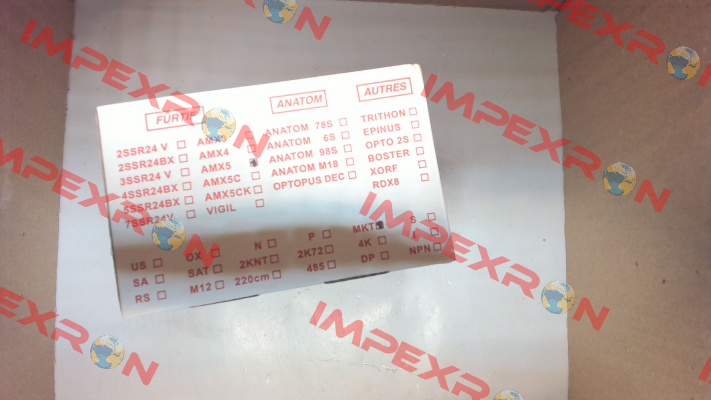 FURTIF
ANATOM
AUTRES
2SSR24 V
2SSR24BX
3SSR24 V
4SSR24BX
5SSR24BX
7SSR24V
AMX3
AMX4
AMX5
AMX5C
AMX5CK
VIGIL
ANATOM 78S
ANATOM 6S
ANATOM 98S
ANATOM M18
OPTOPUS DEC
TRITHON
EPINUS
OPTO 2S
BOSTER
XORF
RDX8
US
SA
RS
OX
SAT
M12
N
2KNT
220cm
P
2K72
485
MKT
4K
DP
S
NPN
IMPEXRON
IMPEXRON
IMPEXRON
IMPEXRON
IMPEXRON
IMPEXRON
IMPEXRON